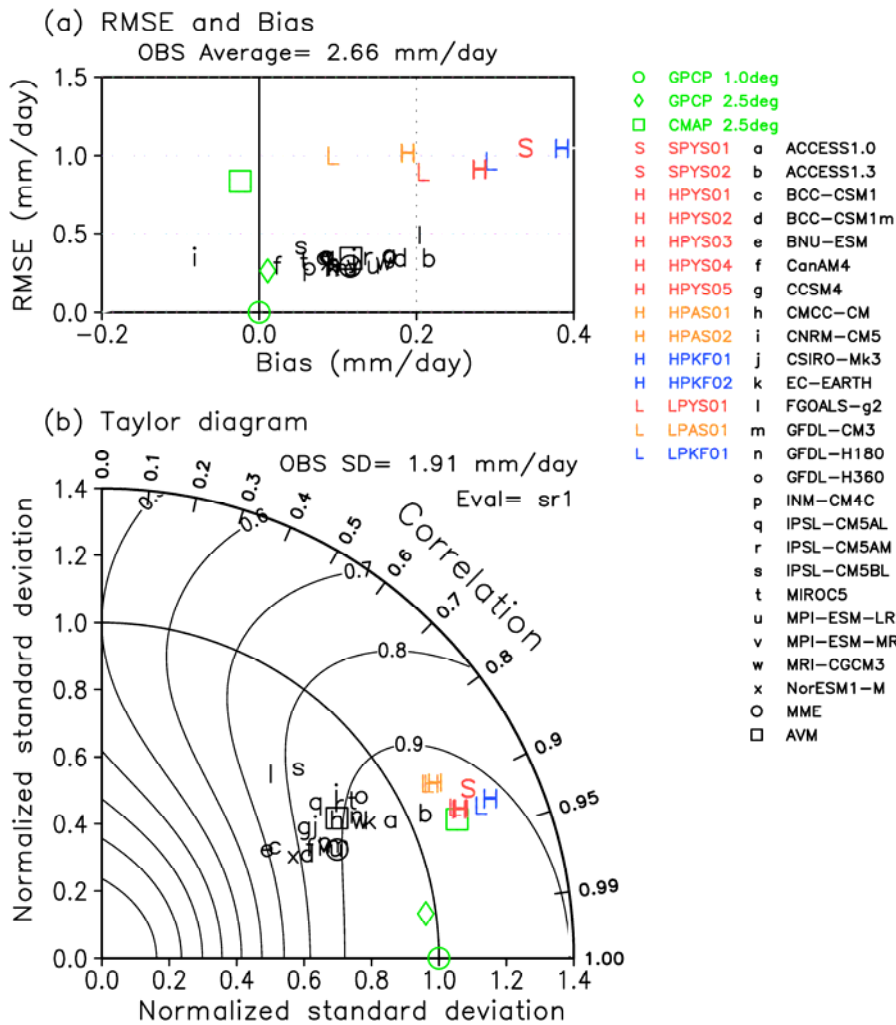 (a) RMSE and Bias
OBS Average= 2.66 mm/day
RMSE (mm/day)
1.5
1.0
0.5
0.0
−0.2
0.0
0.2
0.4
Bias (mm/day)
GPCP 1.0deg
GPCP 2.5deg
CMAP 2.5deg
S SPYS01
S SPYS02
H HPYS01
H HPYS02
H HPYS03
H HPYS04
H HPYS05
H HPAS01
H HPAS02
H HPKF01
H HPKF02
L LPYS01
L LPAS01
L LPKF01
a ACCESS1.0
b ACCESS1.3
c BCC−CSM1
d BCC−CSM1m
e BNU−ESM
f CanAM4
g CCSM4
h CMCC−CM
i CNRM−CM5
j CSIRO−Mk3
k EC−EARTH
l FGOALS−g2
m GFDL−CM3
n GFDL−H180
o GFDL−H360
p INM−CM4C
q IPSL−CM5AL
r IPSL−CM5AM
s IPSL−CM5BL
t MIROC5
u MPI−ESM−LR
v MPI−ESM−MR
w MRI−CGCM3
x NorESM1−M
MME
AVM
(b) Taylor diagram
OBS SD= 1.91 mm/day
Eval= sr1
Correlation
0.0
0.1
0.2
0.3
0.4
0.5
0.6
0.7
0.8
0.9
0.95
0.99
1.00
0.6
0.7
0.8
0.9
Normalized standard deviation
1.4
1.2
1.0
0.8
0.6
0.4
0.2
0.0
0.0
0.2
0.4
0.6
0.8
1.0
1.2
1.4
Normalized standard deviation